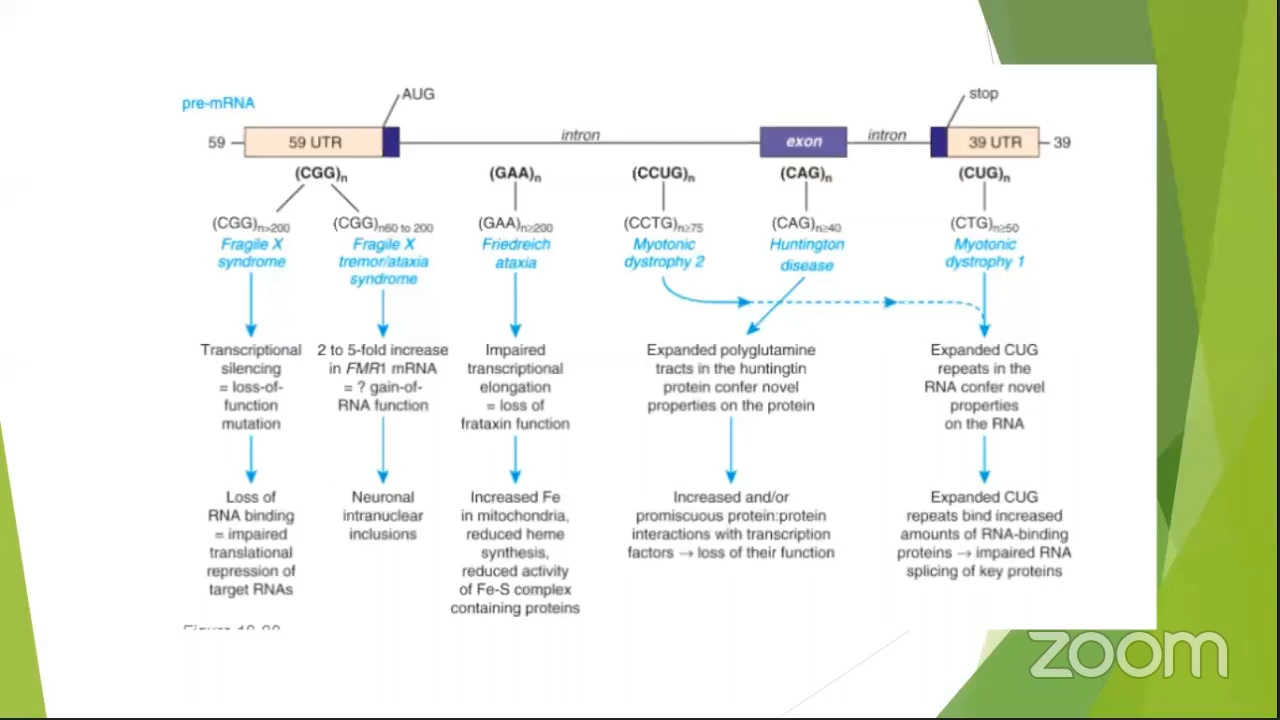 pre-mRNA
AUG
stop
59
59 UTR
intron
exon
intron
39 UTR
39
(CGG)n
(GAA)n
(CCUG)n
(CAG)n
(CUG)n
(CGG)n>200
Fragile X
syndrome
(CGG)n60 to 200
Fragile X
tremor/ataxia
syndrome
(GAA)n≥200
Friedreich
ataxia
(CCTG)n≥75
Myotonic
dystrophy 2
(CAG)n≥40
Huntington
disease
(CTG)n≥50
Myotonic
dystrophy 1
Transcriptional
silencing
= loss-of-
function
mutation
2 to 5-fold increase
in FMR1 mRNA
= ? gain-of-
RNA function
Impaired
transcriptional
elongation
= loss of
frataxin function
Expanded polyglutamine
tracts in the huntingtin
protein confer novel
properties on the protein
Expanded CUG
repeats in the
RNA confer novel
properties
on the RNA
Loss of
RNA binding
= impaired
translational
repression of
target RNAs
Neuronal
intranuclear
inclusions
Increased Fe
in mitochondria,
reduced heme
synthesis,
reduced activity
of Fe-S complex
containing proteins
Increased and/or
promiscuous protein:protein
interactions with transcription
factors → loss of their function
Expanded CUG
repeats bind increased
amounts of RNA-binding
proteins → impaired RNA
splicing of key proteins
zoom